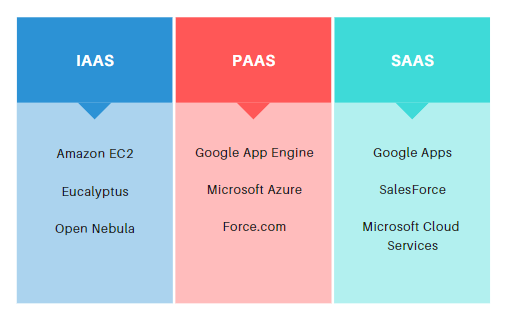 IAAS
PAAS
SAAS
Amazon EC2
Eucalyptus
Open Nebula
Google App Engine
Microsoft Azure
Force.com
Google Apps
SalesForce
Microsoft Cloud
Services